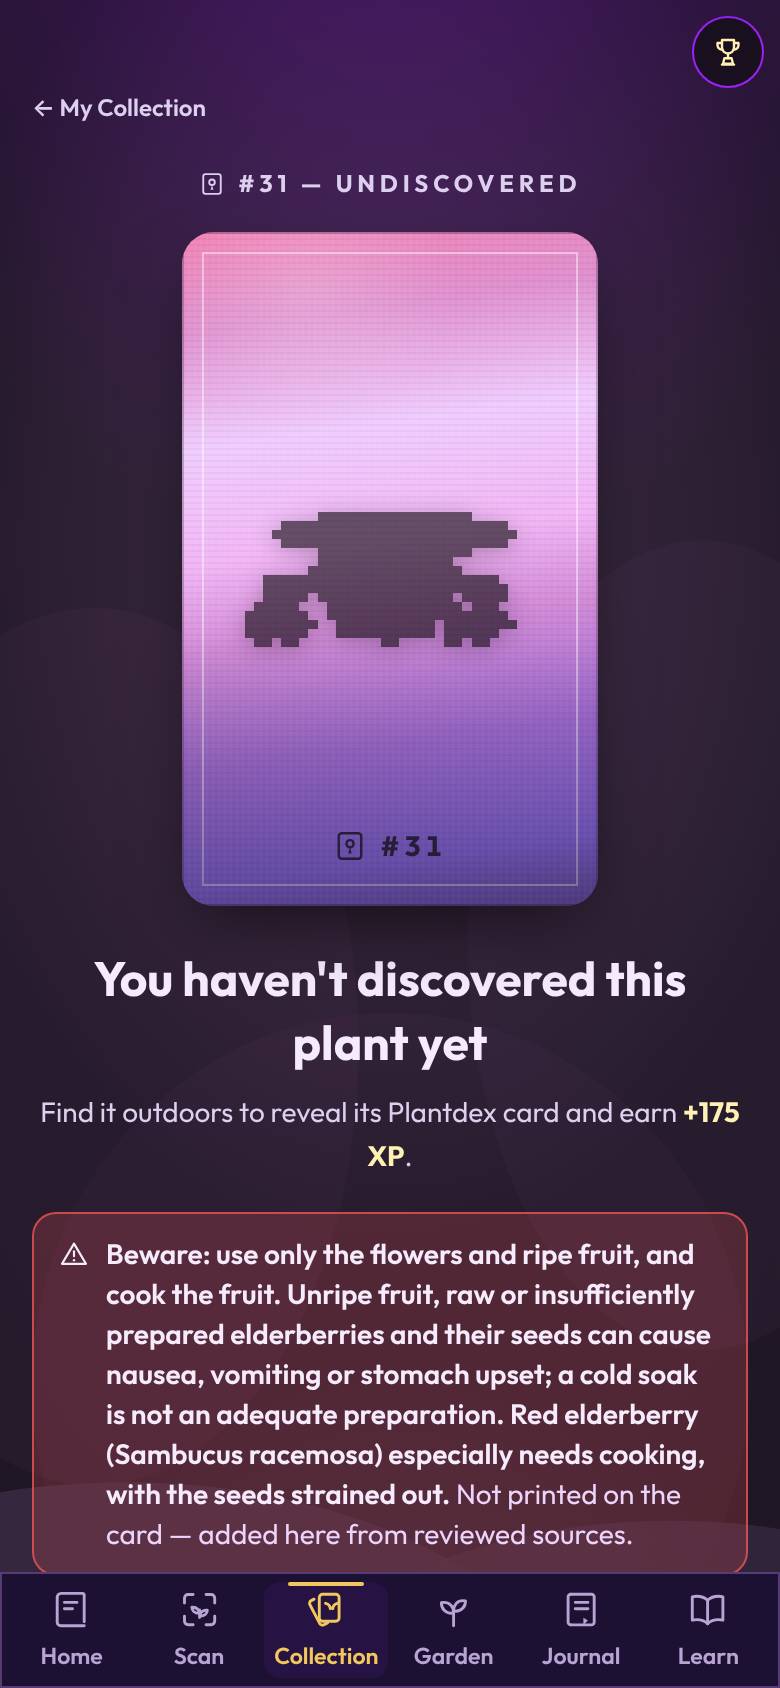 ← My Collection
#31 — UNDISCOVERED
#31
You haven't discovered this
plant yet
Find it outdoors to reveal its Plantdex card and earn +175
XP.
Beware: use only the flowers and ripe fruit, and
cook the fruit. Unripe fruit, raw or insufficiently
prepared elderberries and their seeds can cause
nausea, vomiting or stomach upset; a cold soak
is not an adequate preparation. Red elderberry
(Sambucus racemosa) especially needs cooking,
with the seeds strained out. Not printed on the
card — added here from reviewed sources.
Home Scan Collection Garden Journal Learn